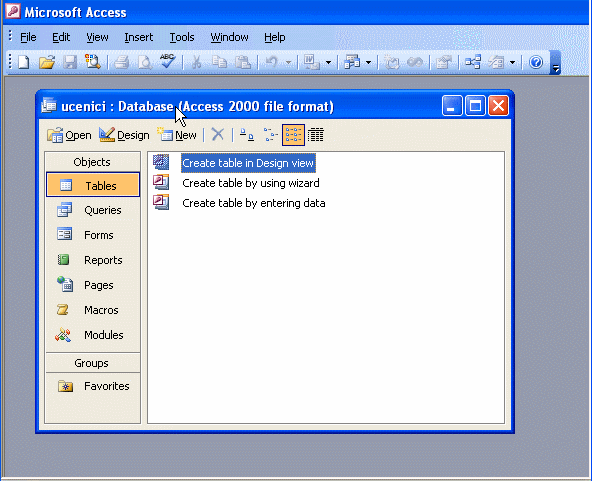 Microsoft Access
File Edit View Insert Tools Window Help
ucenici : Database (Access 2000 file format)
Open Design New
Objects
Tables
Queries
Forms
Reports
Pages
Macros
Modules
Groups
Favorites
Create table in Design view
Create table by using wizard
Create table by entering data